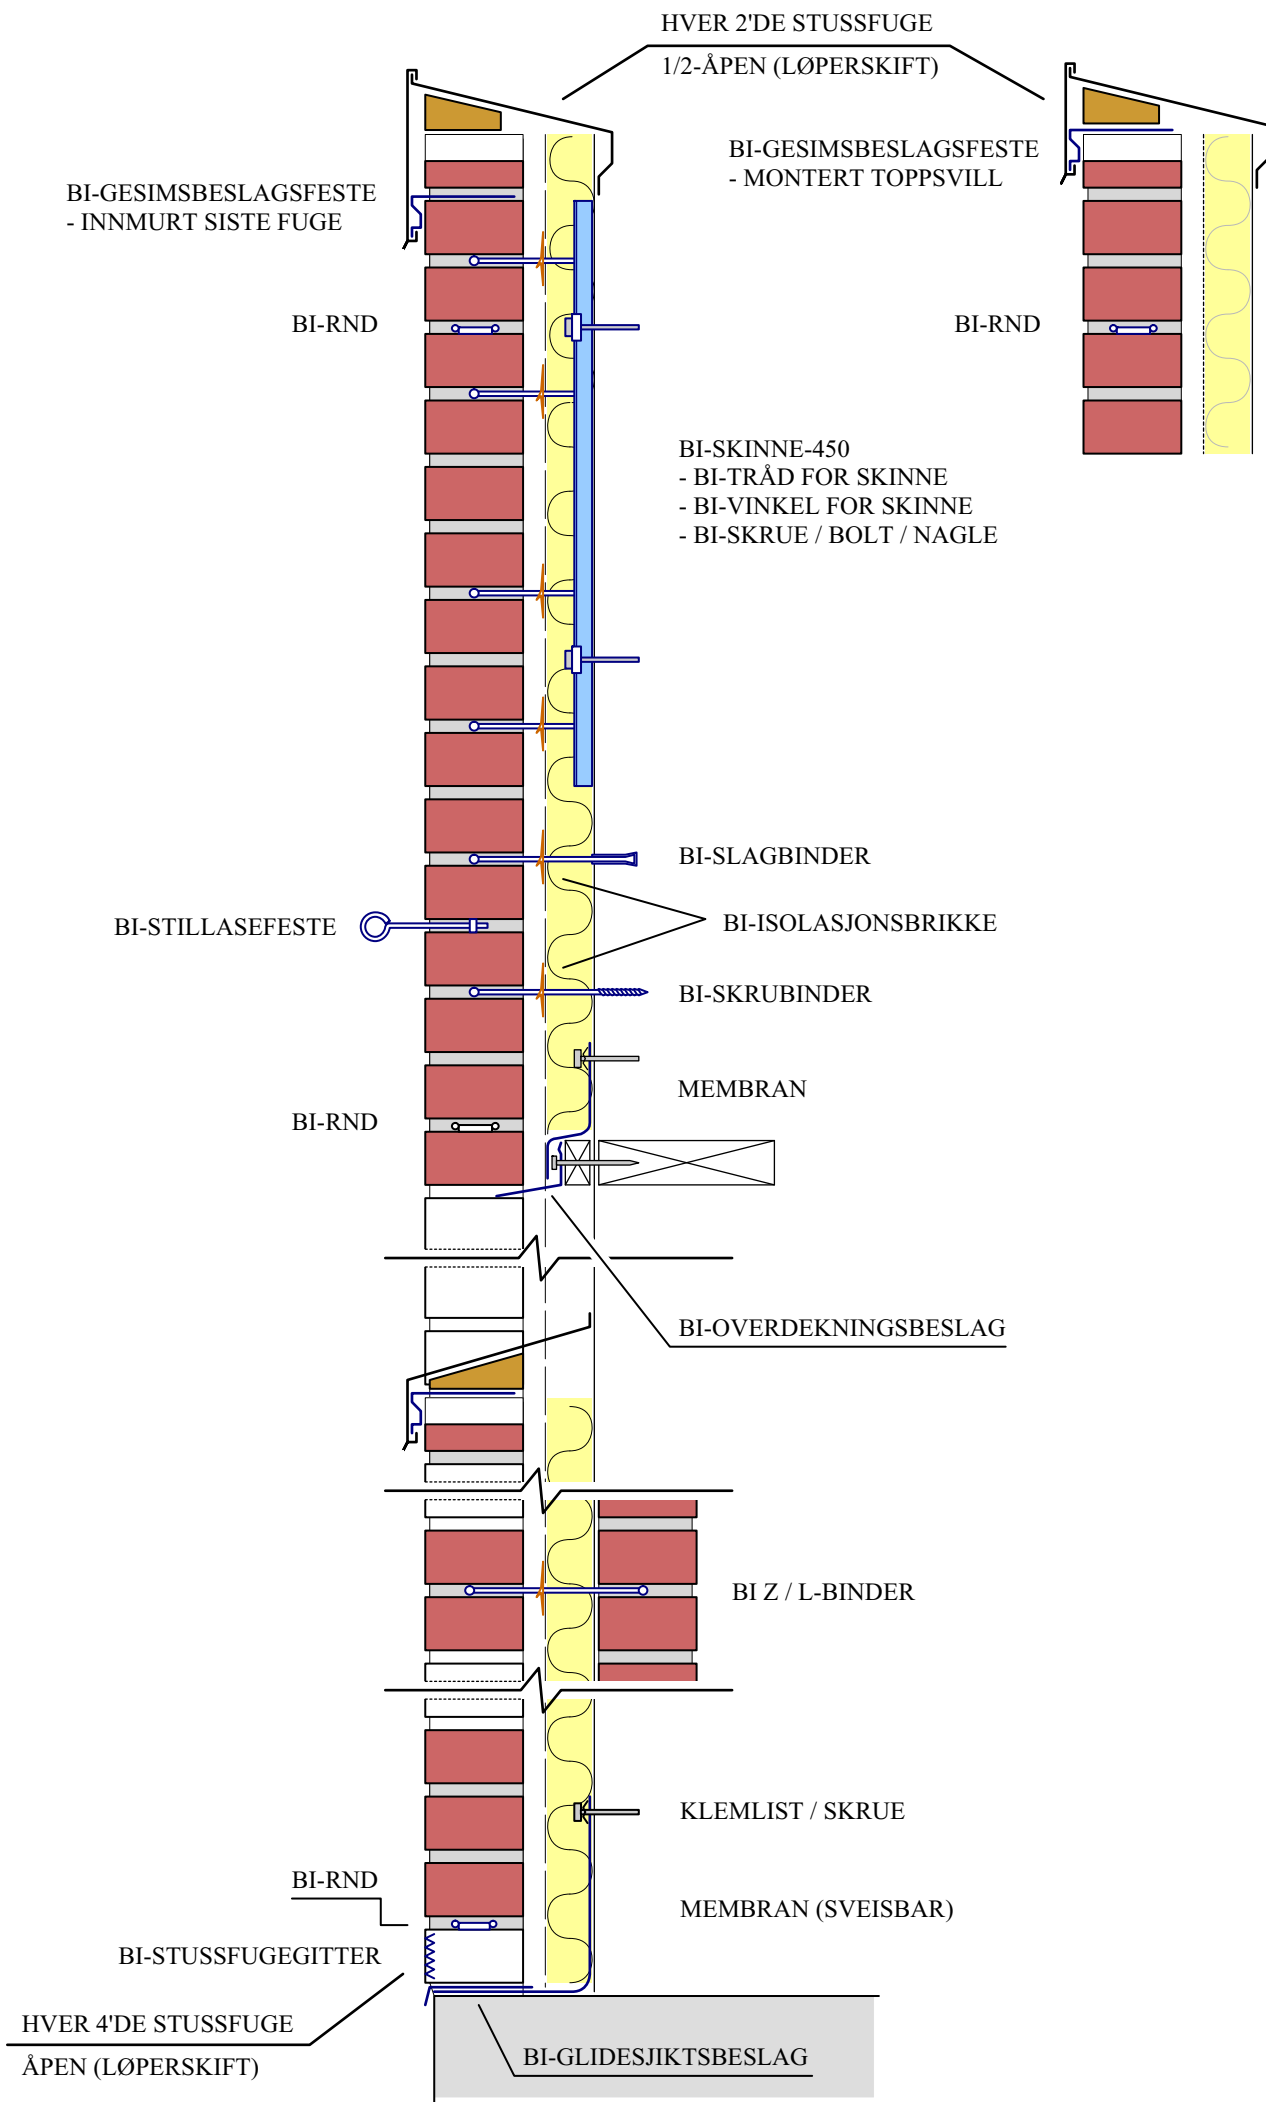 HVER 2'DE STUSSFUGE
1/2-ÅPEN (LØPERSKIFT)
BI-GESIMSBESLAGSFESTE
- MONTERT TOPPSVILL
BI-GESIMSBESLAGSFESTE
- INNMURT SISTE FUGE
BI-RND
BI-RND
BI-SKINNE-450
- BI-TRÅD FOR SKINNE
- BI-VINKEL FOR SKINNE
- BI-SKRUE / BOLT / NAGLE
BI-SLAGBINDER
BI-STILLASEFESTE
BI-ISOLASJONSBRIKKE
BI-SKRUBINDER
MEMBRAN
BI-RND
BI-OVERDEKNINGSBESLAG
BI Z / L-BINDER
KLEMLIST / SKRUE
BI-RND
MEMBRAN (SVEISBAR)
BI-STUSSFUGEGITTER
HVER 4'DE STUSSFUGE
ÅPEN (LØPERSKIFT)
BI-GLIDESJIKTSBESLAG